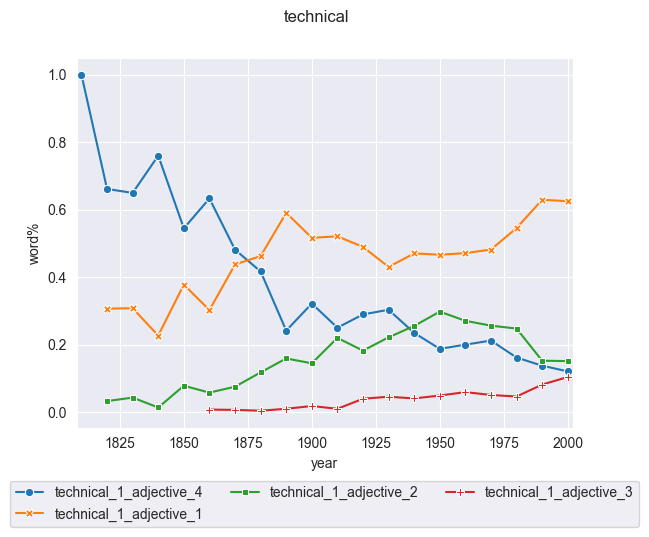 technical
1.0
0.8
0.6
0.4
0.2
0.0
word%
1825 1850 1875 1900 1925 1950 1975 2000
year
technical_1_adjective_4 technical_1_adjective_2 technical_1_adjective_3
technical_1_adjective_1